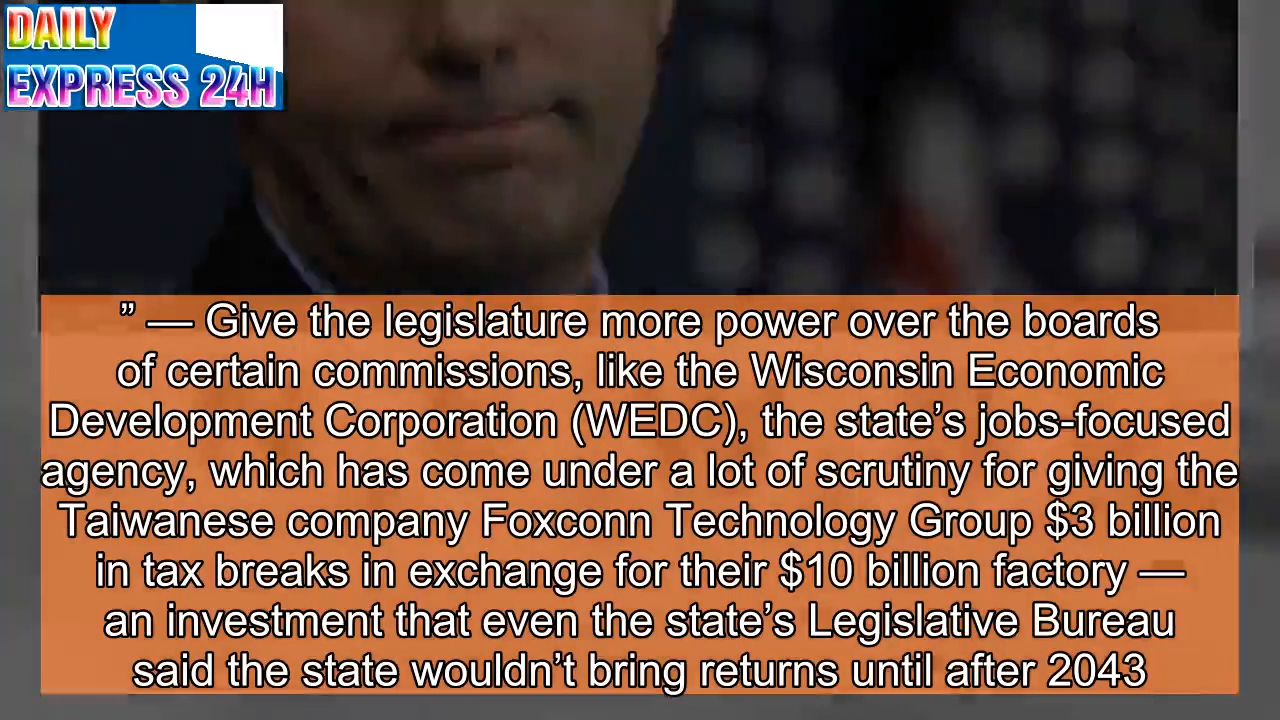 DAILY
EXPRESS 24H
” — Give the legislature more power over the boards
of certain commissions, like the Wisconsin Economic
Development Corporation (WEDC), the state’s jobs-focused
agency, which has come under a lot of scrutiny for giving the
Taiwanese company Foxconn Technology Group $3 billion
in tax breaks in exchange for their $10 billion factory —
an investment that even the state’s Legislative Bureau
said the state wouldn’t bring returns until after 2043